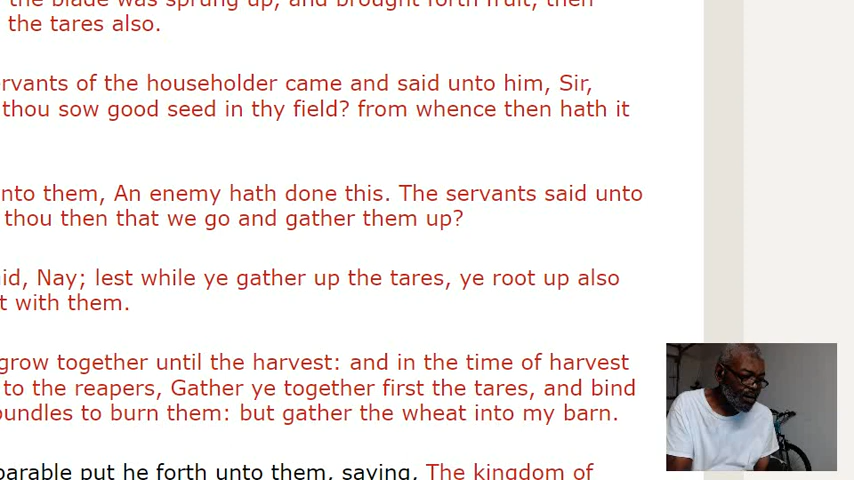 the blade was sprung up, and brought forth fruit, then
the tares also.
rvants of the householder came and said unto him, Sir,
thou sow good seed in thy field? from whence then hath it
nto them, An enemy hath done this. The servants said unto
thou then that we go and gather them up?
id, Nay; lest while ye gather up the tares, ye root up also
t with them.
grow together until the harvest: and in the time of harvest
to the reapers, Gather ye together first the tares, and bind
oundles to burn them: but gather the wheat into my barn.
parable put he forth unto them, saying, The kingdom of